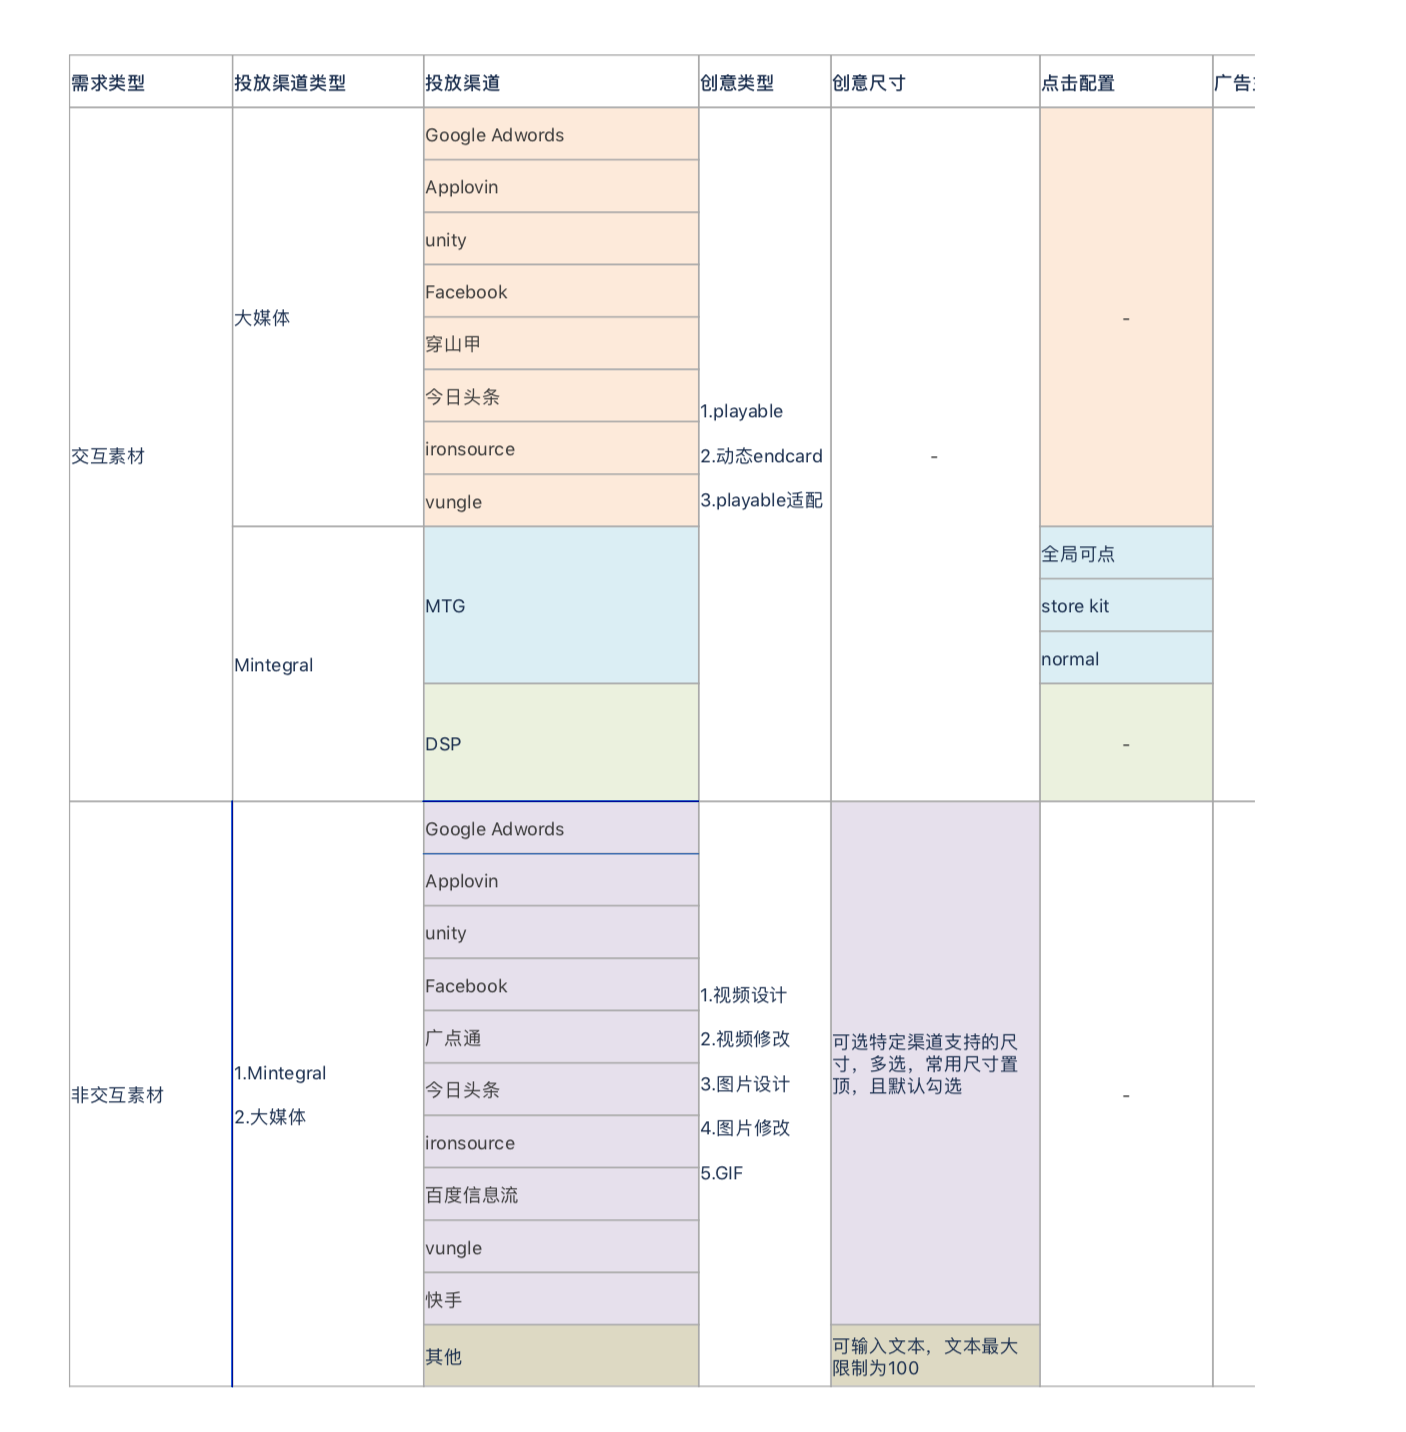 需求类型
投放渠道类型
投放渠道
创意类型
创意尺寸
点击配置
广告
交互素材
大媒体
Google Adwords
Applovin
unity
Facebook
穿山甲
今日头条
ironsource
vungle
1.playable
2.动态endcard
3.playable适配
-
-
Mintegral
MTG
全局可点
store kit
normal
DSP
-
非交互素材
1.Mintegral
2.大媒体
Google Adwords
Applovin
unity
Facebook
广点通
今日头条
ironsource
百度信息流
vungle
快手
其他
1.视频设计
2.视频修改
3.图片设计
4.图片修改
5.GIF
可选特定渠道支持的尺
寸，多选，常用尺寸置
顶，且默认勾选
可输入文本，文本最大
限制为100
-